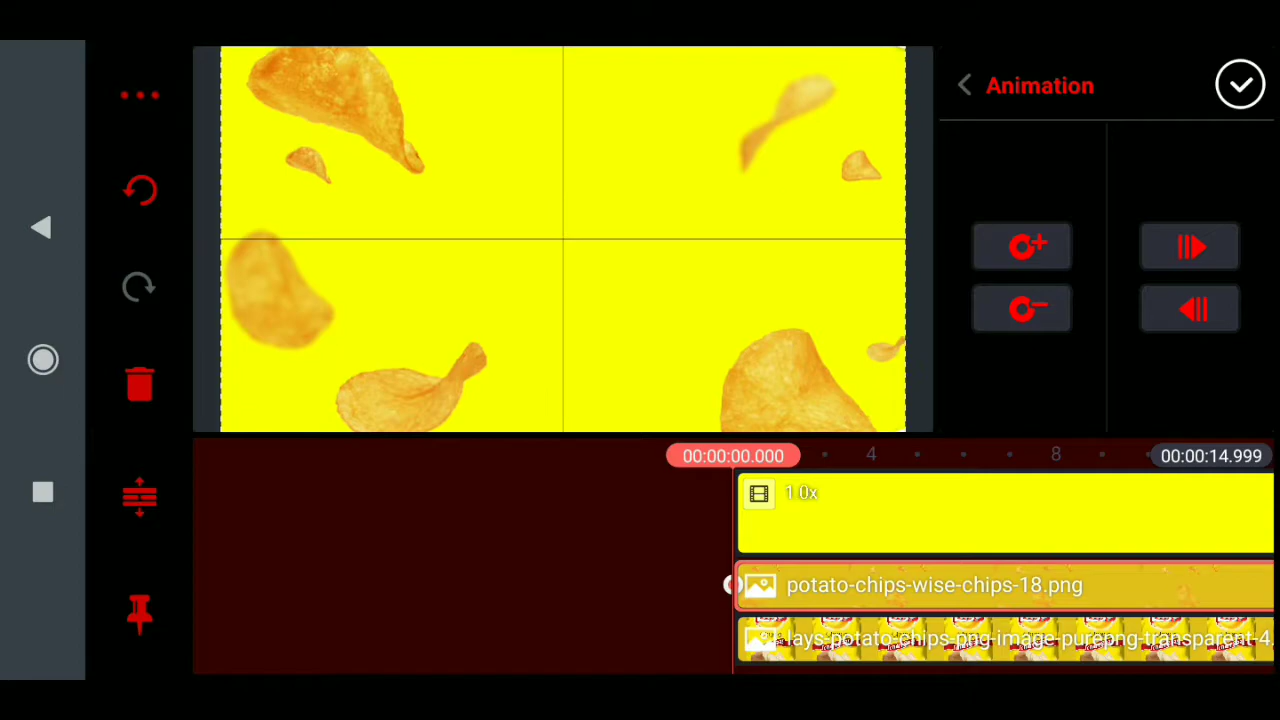 Animation
00:00:00.000
4
8
00:00:14.999
1.0x
potato-chips-wise-chips-18.png
lays-potato-chips-png-image-purepng-transparent-4